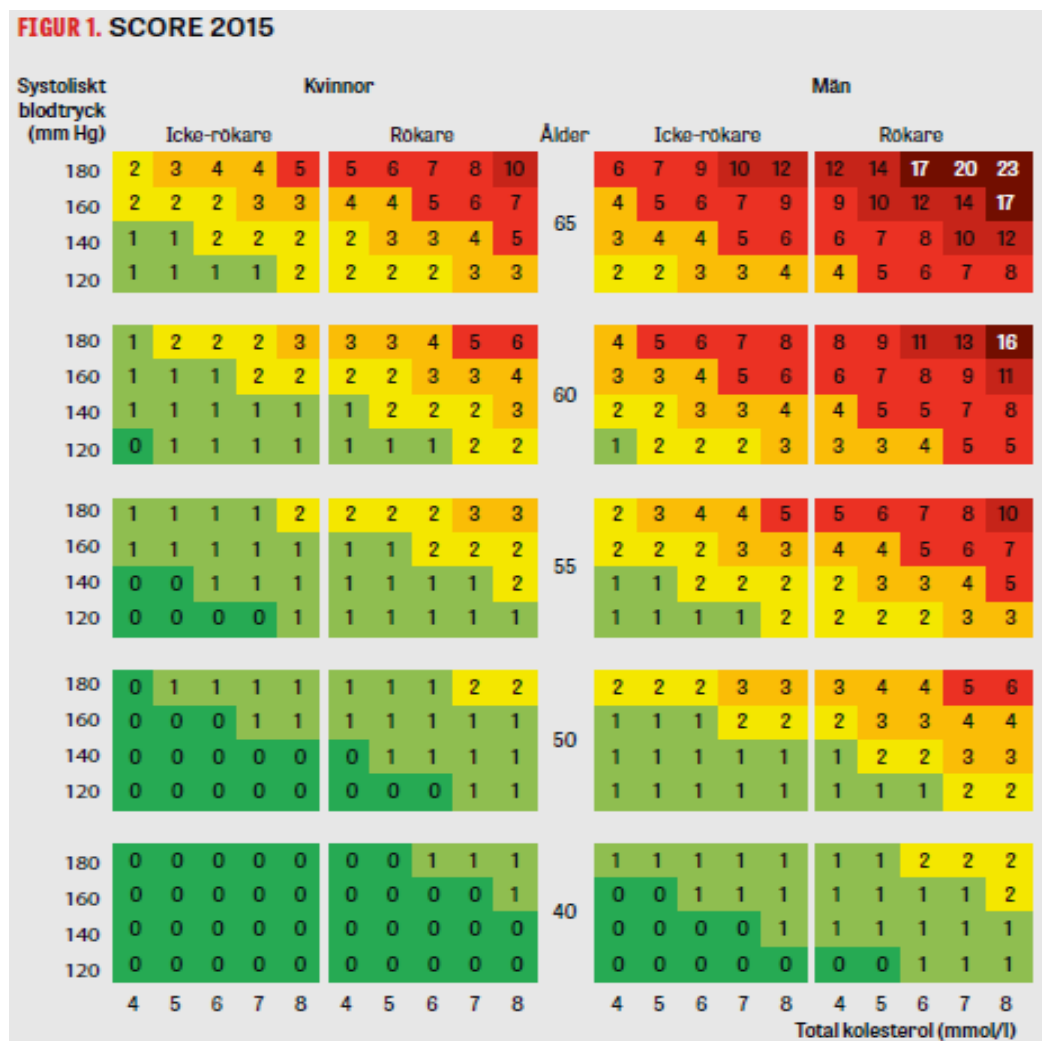 FIGUR 1. SCORE 2015
Systoliskt blodtryck (mm Hg)
Kvinnor
Män
Icke-rökare Rökare Ålder Icke-rökare Rökare
180 2 3 4 4 5 5 6 7 8 10 6 7 9 10 12 12 14 17 20 23
160 2 2 2 3 3 4 4 5 6 7 4 5 6 7 9 9 10 12 14 17
65
140 1 1 2 2 2 2 3 3 4 5 3 4 4 5 6 6 7 8 10 12
120 1 1 1 1 2 2 2 2 3 3 2 2 3 3 4 4 5 6 7 8
180 1 2 2 2 3 3 3 4 5 6 4 5 6 7 8 8 9 11 13 16
160 1 1 1 2 2 2 2 3 3 4 3 3 4 5 6 6 7 8 9 11
60
140 1 1 1 1 1 1 2 2 2 3 2 2 3 3 4 4 5 5 7 8
120 0 1 1 1 1 1 1 1 2 2 1 2 2 2 3 3 3 4 5 5
180 1 1 1 1 2 2 2 2 3 3 2 3 4 4 5 5 6 7 8 10
160 1 1 1 1 1 1 1 2 2 2 2 2 2 3 3 4 4 5 6 7
55
140 0 0 1 1 1 1 1 1 1 2 1 1 2 2 2 2 3 3 4 5
120 0 0 0 0 1 1 1 1 1 1 1 1 1 1 2 2 2 2 3 3
180 0 1 1 1 1 1 1 1 2 2 2 2 2 3 3 3 4 4 5 6
160 0 0 0 1 1 1 1 1 1 1 1 1 1 2 2 2 3 3 4 4
50
140 0 0 0 0 0 0 1 1 1 1 1 1 1 1 1 1 2 2 3 3
120 0 0 0 0 0 0 0 0 1 1 1 1 1 1 1 1 1 1 2 2
180 0 0 0 0 0 0 0 1 1 1 1 1 1 1 1 1 1 2 2 2
160 0 0 0 0 0 0 0 0 0 1 0 0 1 1 1 1 1 1 1 2
40
140 0 0 0 0 0 0 0 0 0 0 0 0 0 0 1 1 1 1 1 1
120 0 0 0 0 0 0 0 0 0 0 0 0 0 0 0 0 0 1 1 1
4 5 6 7 8 4 5 6 7 8 4 5 6 7 8 4 5 6 7 8
Total kolesterol (mmol/l)